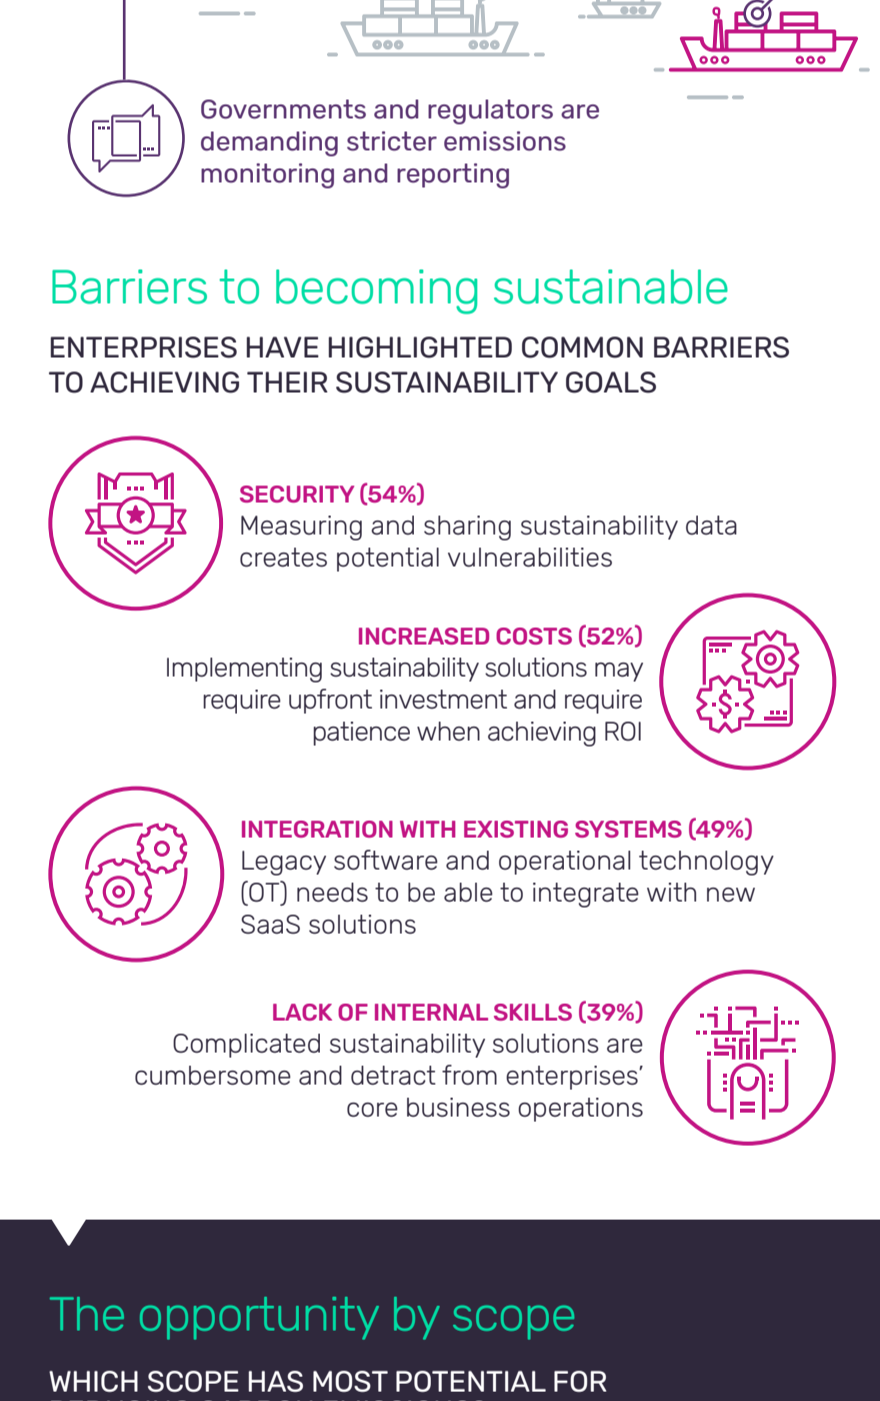 Governments and regulators are
demanding stricter emissions
monitoring and reporting
Barriers to becoming sustainable
ENTERPRISES HAVE HIGHLIGHTED COMMON BARRIERS
TO ACHIEVING THEIR SUSTAINABILITY GOALS
SECURITY (54%)
Measuring and sharing sustainability data
creates potential vulnerabilities
INCREASED COSTS (52%)
Implementing sustainability solutions may
require upfront investment and require
patience when achieving ROI
INTEGRATION WITH EXISTING SYSTEMS (49%)
Legacy software and operational technology
(OT) needs to be able to integrate with new
SaaS solutions
LACK OF INTERNAL SKILLS (39%)
Complicated sustainability solutions are
cumbersome and detract from enterprises’
core business operations
The opportunity by scope
WHICH SCOPE HAS MOST POTENTIAL FOR